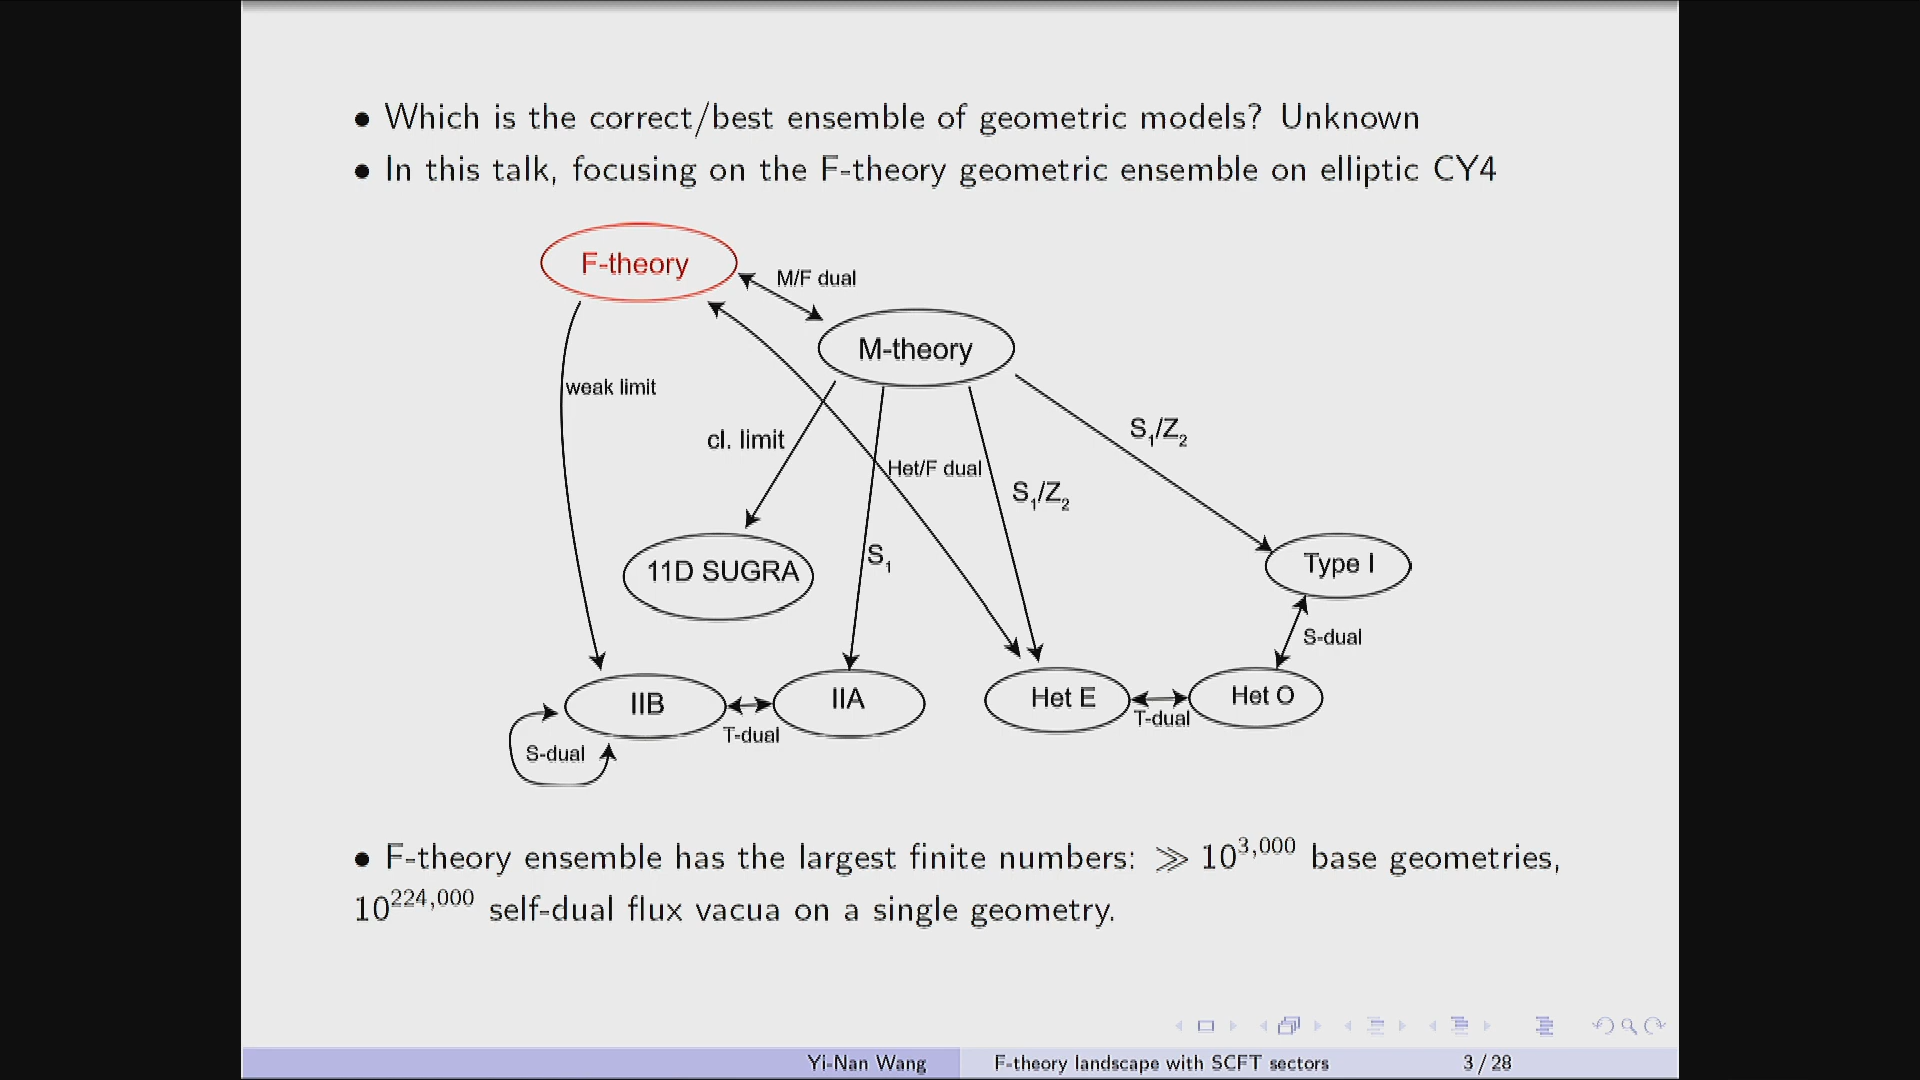 • Which is the correct/best ensemble of geometric models? Unknown
• In this talk, focusing on the F-theory geometric ensemble on elliptic CY4
F-theory
M/F dual
M-theory
weak limit
cl. limit
S₁/Z₂
Het/F dual
S₁/Z₂
S₁
11D SUGRA
Type I
S-dual
IIB
IIA
Het E
Het O
T-dual
T-dual
S-dual
• F-theory ensemble has the largest finite numbers: ≫ 10^{3,000} base geometries,
10^{224,000} self-dual flux vacua on a single geometry.
Yi-Nan Wang F-theory landscape with SCFT sectors 3 / 28